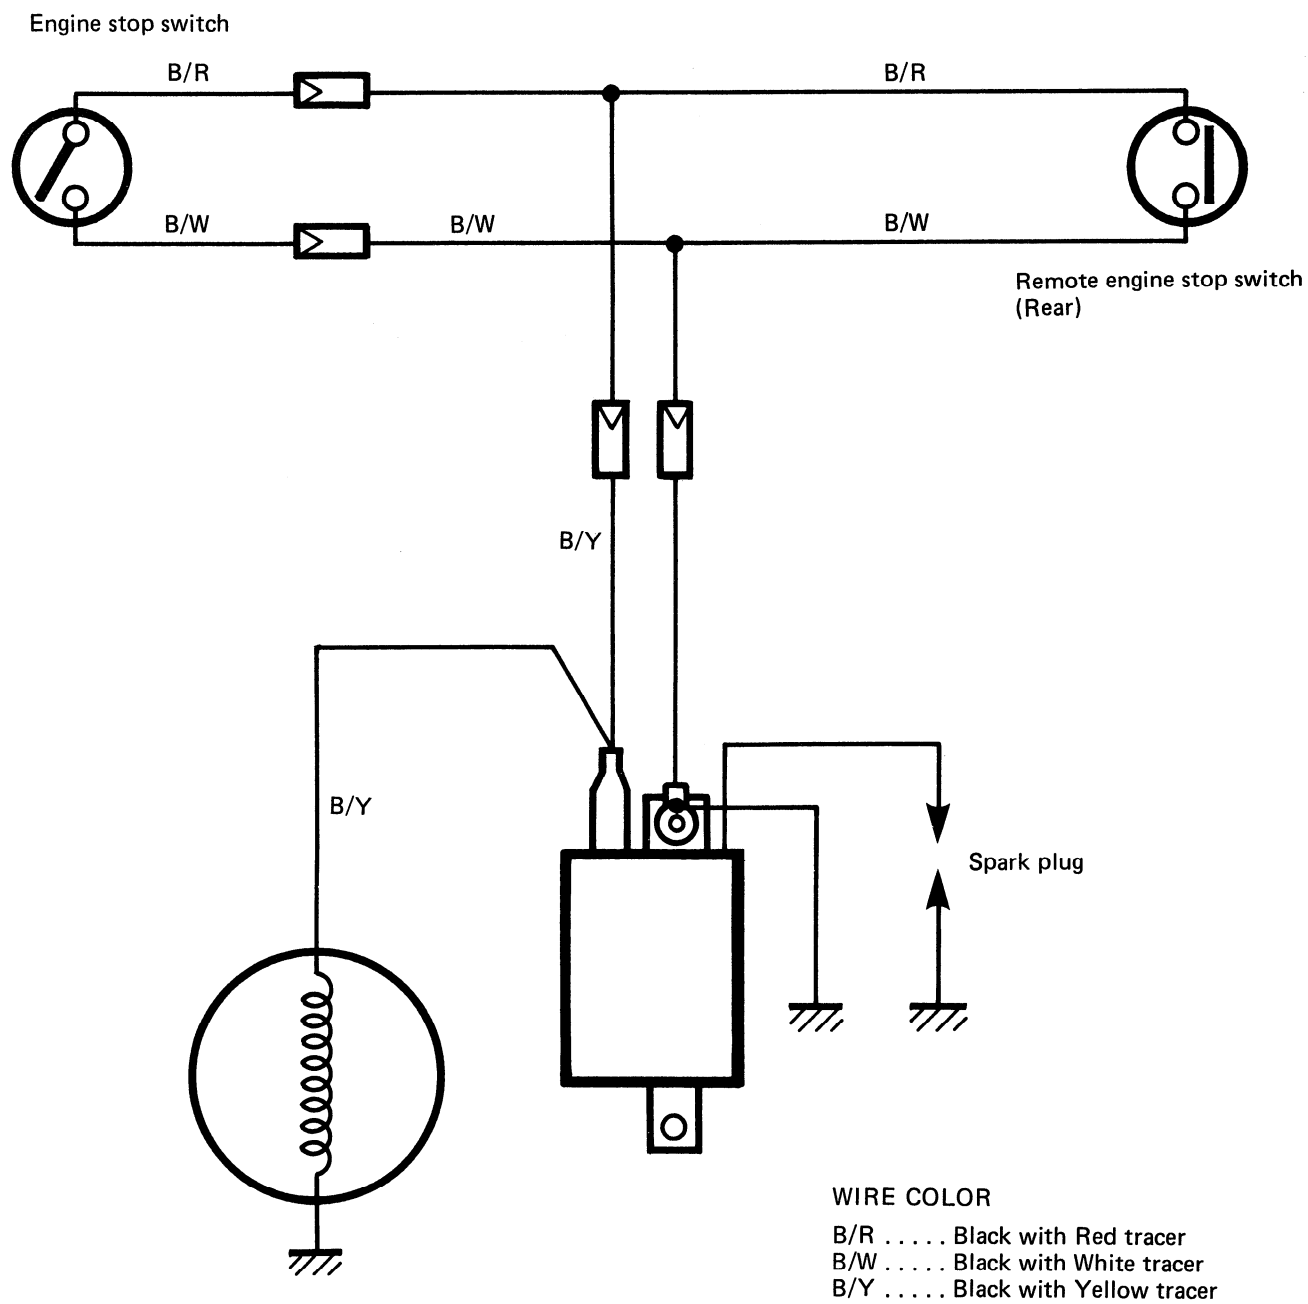 Engine stop switch
B/R
B/R
B/W
B/W
B/W
Remote engine stop switch
(Rear)
B/Y
B/Y
Spark plug
WIRE COLOR
B/R ..... Black with Red tracer
B/W ..... Black with White tracer
B/Y ..... Black with Yellow tracer